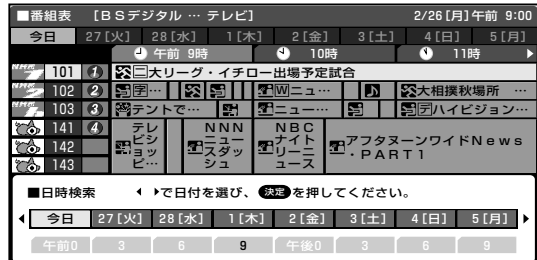 ■番組表 [BSデジタル … テレビ] 2/26[月]午前 9:00
今日 27[火] 28[水] 1[木] 2[金] 3[土] 4[日] 5[月]
午前 9時 10時 11時
101 1 二大リーグ・イチロー出場予定試合
102 2 字… Wニュ… 大相撲秋場所 …
103 3 テントで… ニュー… デハイビジョン…
141 4 テレビショッピ… NNNニュースダッシュ NBCナイトリーニュース アフタヌーンワイドNews・PART1
142
143
■日時検索 で日付を選び、決定を押してください。
今日 27[火] 28[水] 1[木] 2[金] 3[土] 4[日] 5[月]
午前0 3 6 9 午後0 3 6 9